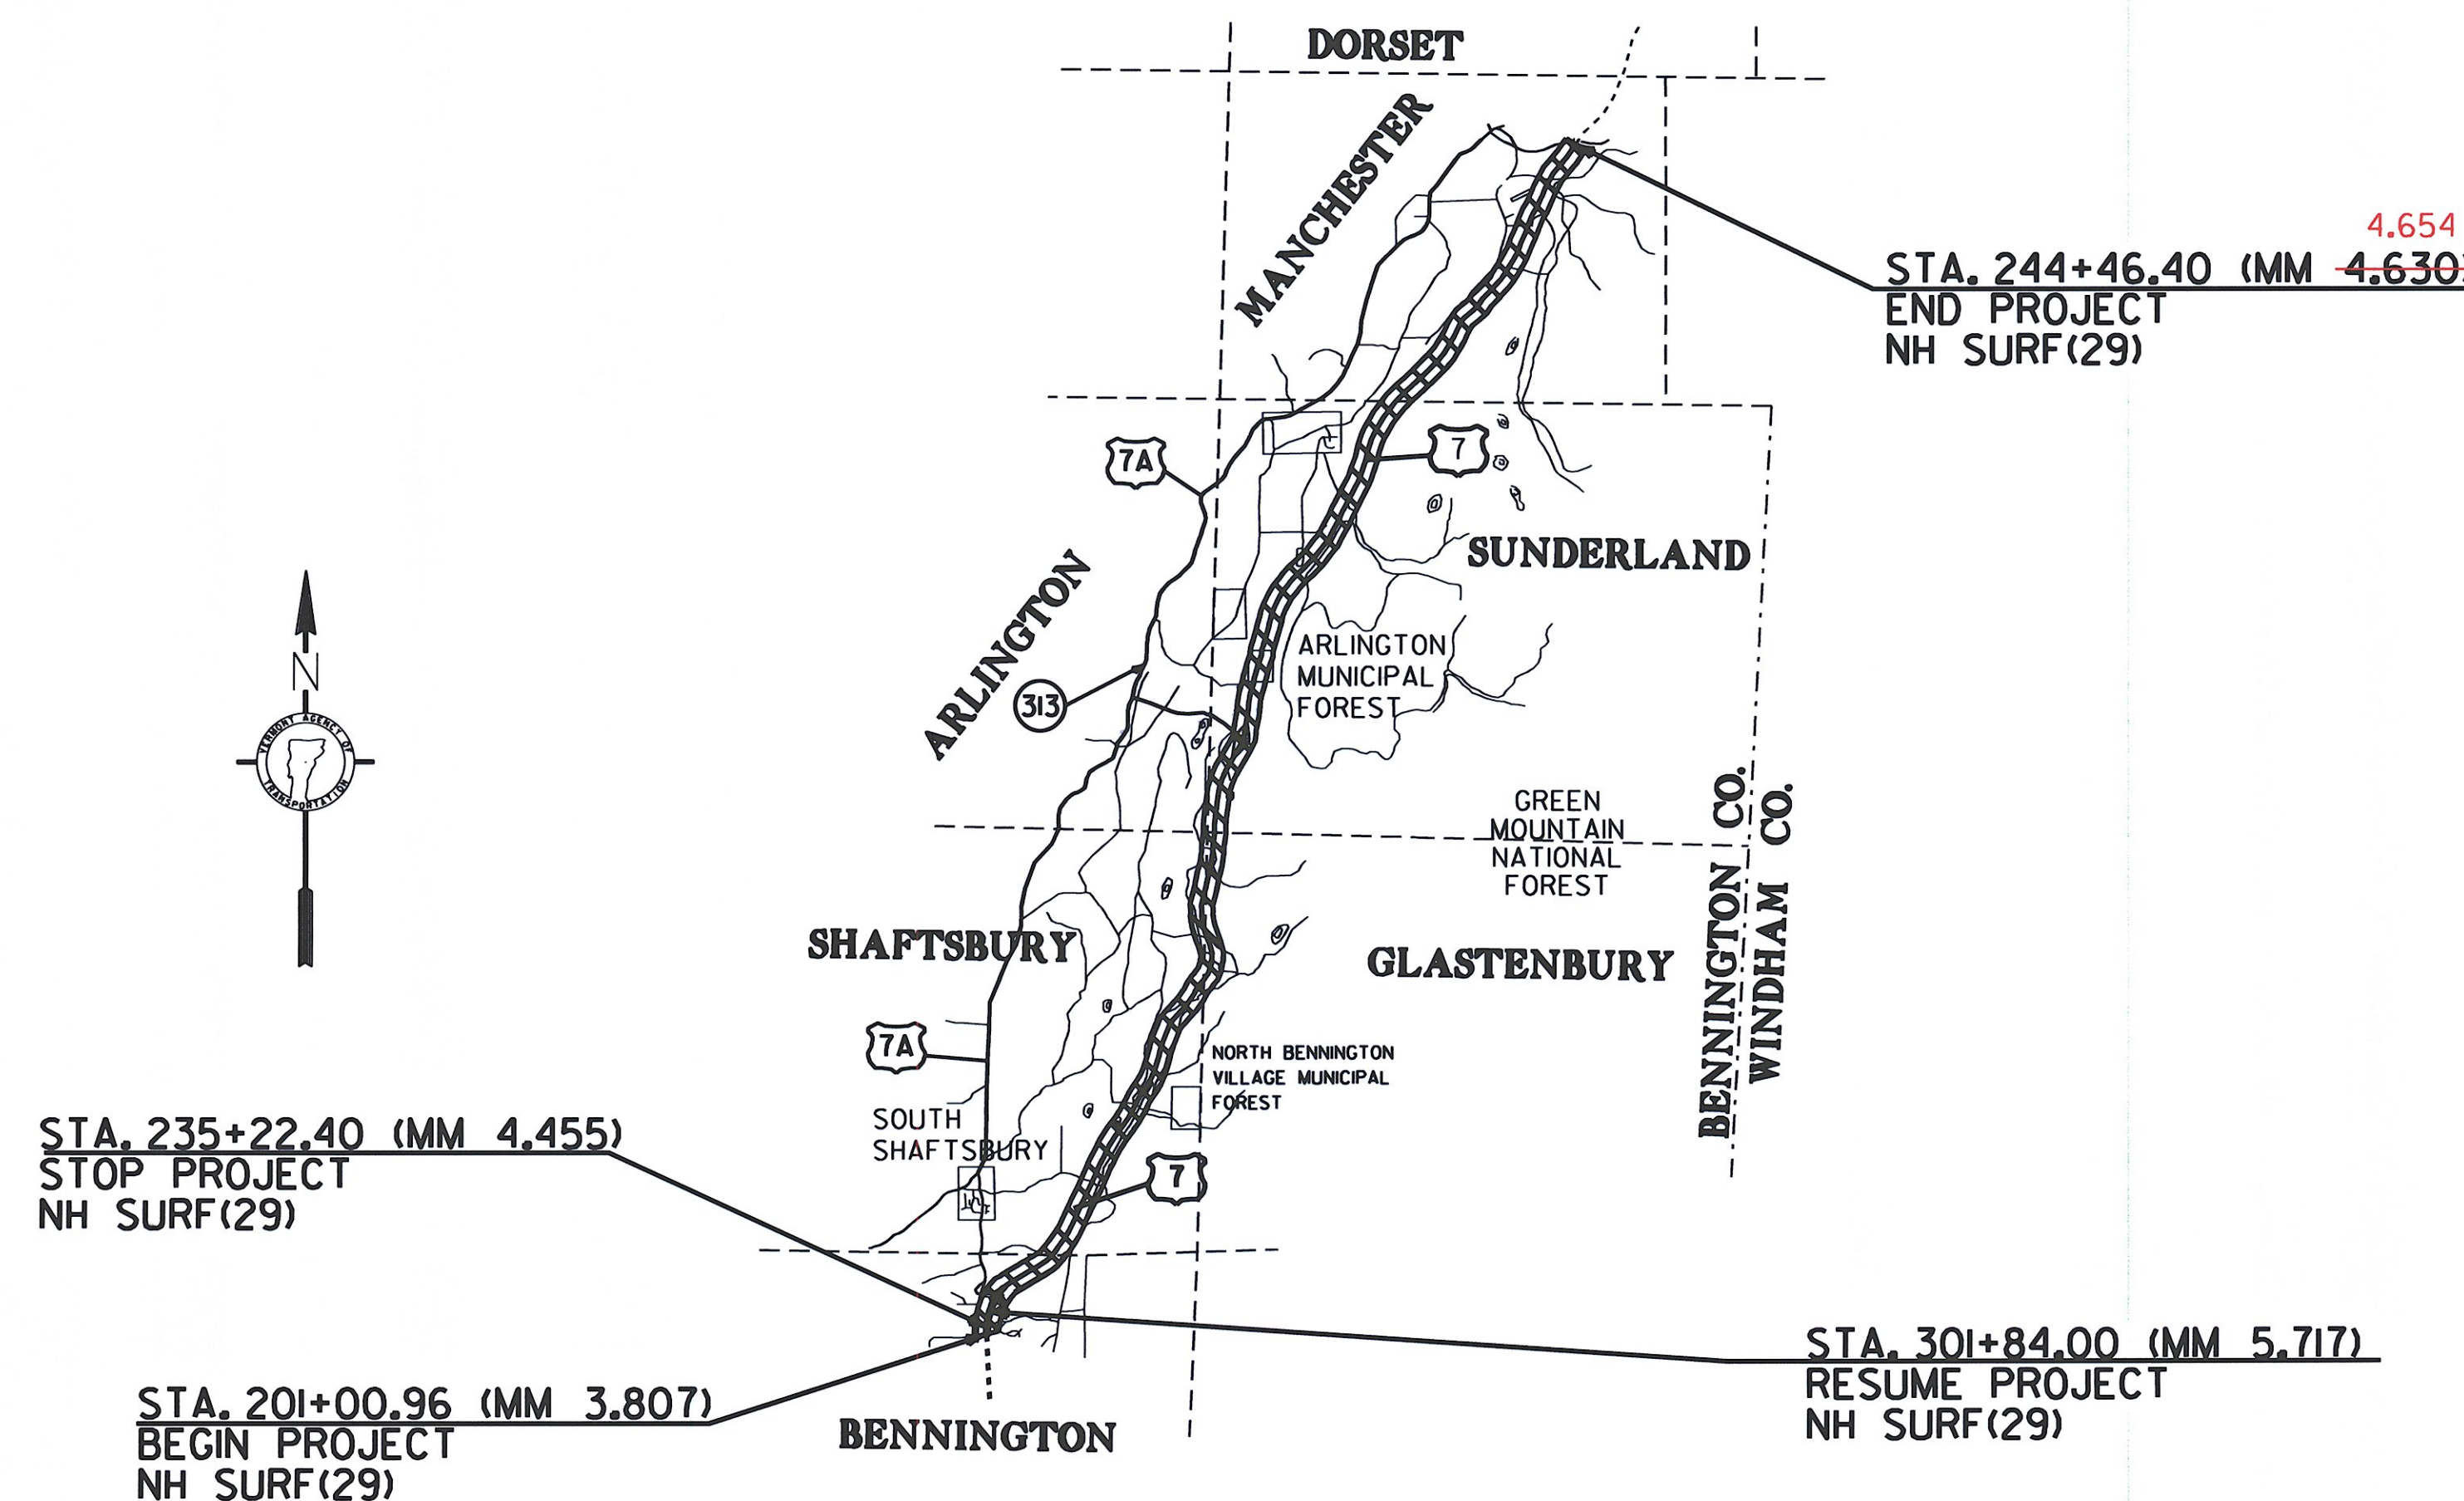 DORSET
MANCHESTER
4.654
STA. 244+46.40 (MM 4.630)
END PROJECT
NH SURF(29)
7A
7
SUNDERLAND
ARLINGTON
313
ARLINGTON
MUNICIPAL
FOREST
N
VERMONT AGENCY OF
TRANSPORTATION
GREEN
MOUNTAIN
NATIONAL
FOREST
BENNINGTON CO.
WINDHAM CO.
SHAFTSBURY
GLASTENBURY
7A
NORTH BENNINGTON
VILLAGE MUNICIPAL
FOREST
SOUTH
SHAFTSBURY
7
STA. 235+22.40 (MM 4.455)
STOP PROJECT
NH SURF(29)
STA. 301+84.00 (MM 5.717)
RESUME PROJECT
NH SURF(29)
STA. 201+00.96 (MM 3.807)
BEGIN PROJECT
NH SURF(29)
BENNINGTON